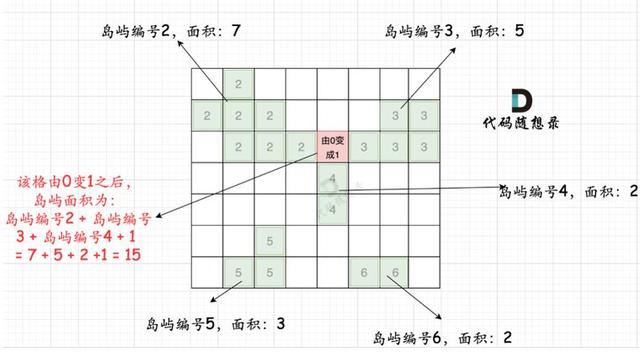 岛屿编号2，面积：7
岛屿编号3，面积：5
2
2 2 2 3 3
代码随想录
2 2 2 由0变成1 3 3 3
该格由0变1之后，
岛屿面积为：
岛屿编号2 + 岛屿编号
3 + 岛屿编号4 + 1
= 7 + 5 + 2 +1 = 15
4
岛屿编号4，面积：2
4
5
5 5 6 6
岛屿编号5，面积：3
岛屿编号6，面积：2